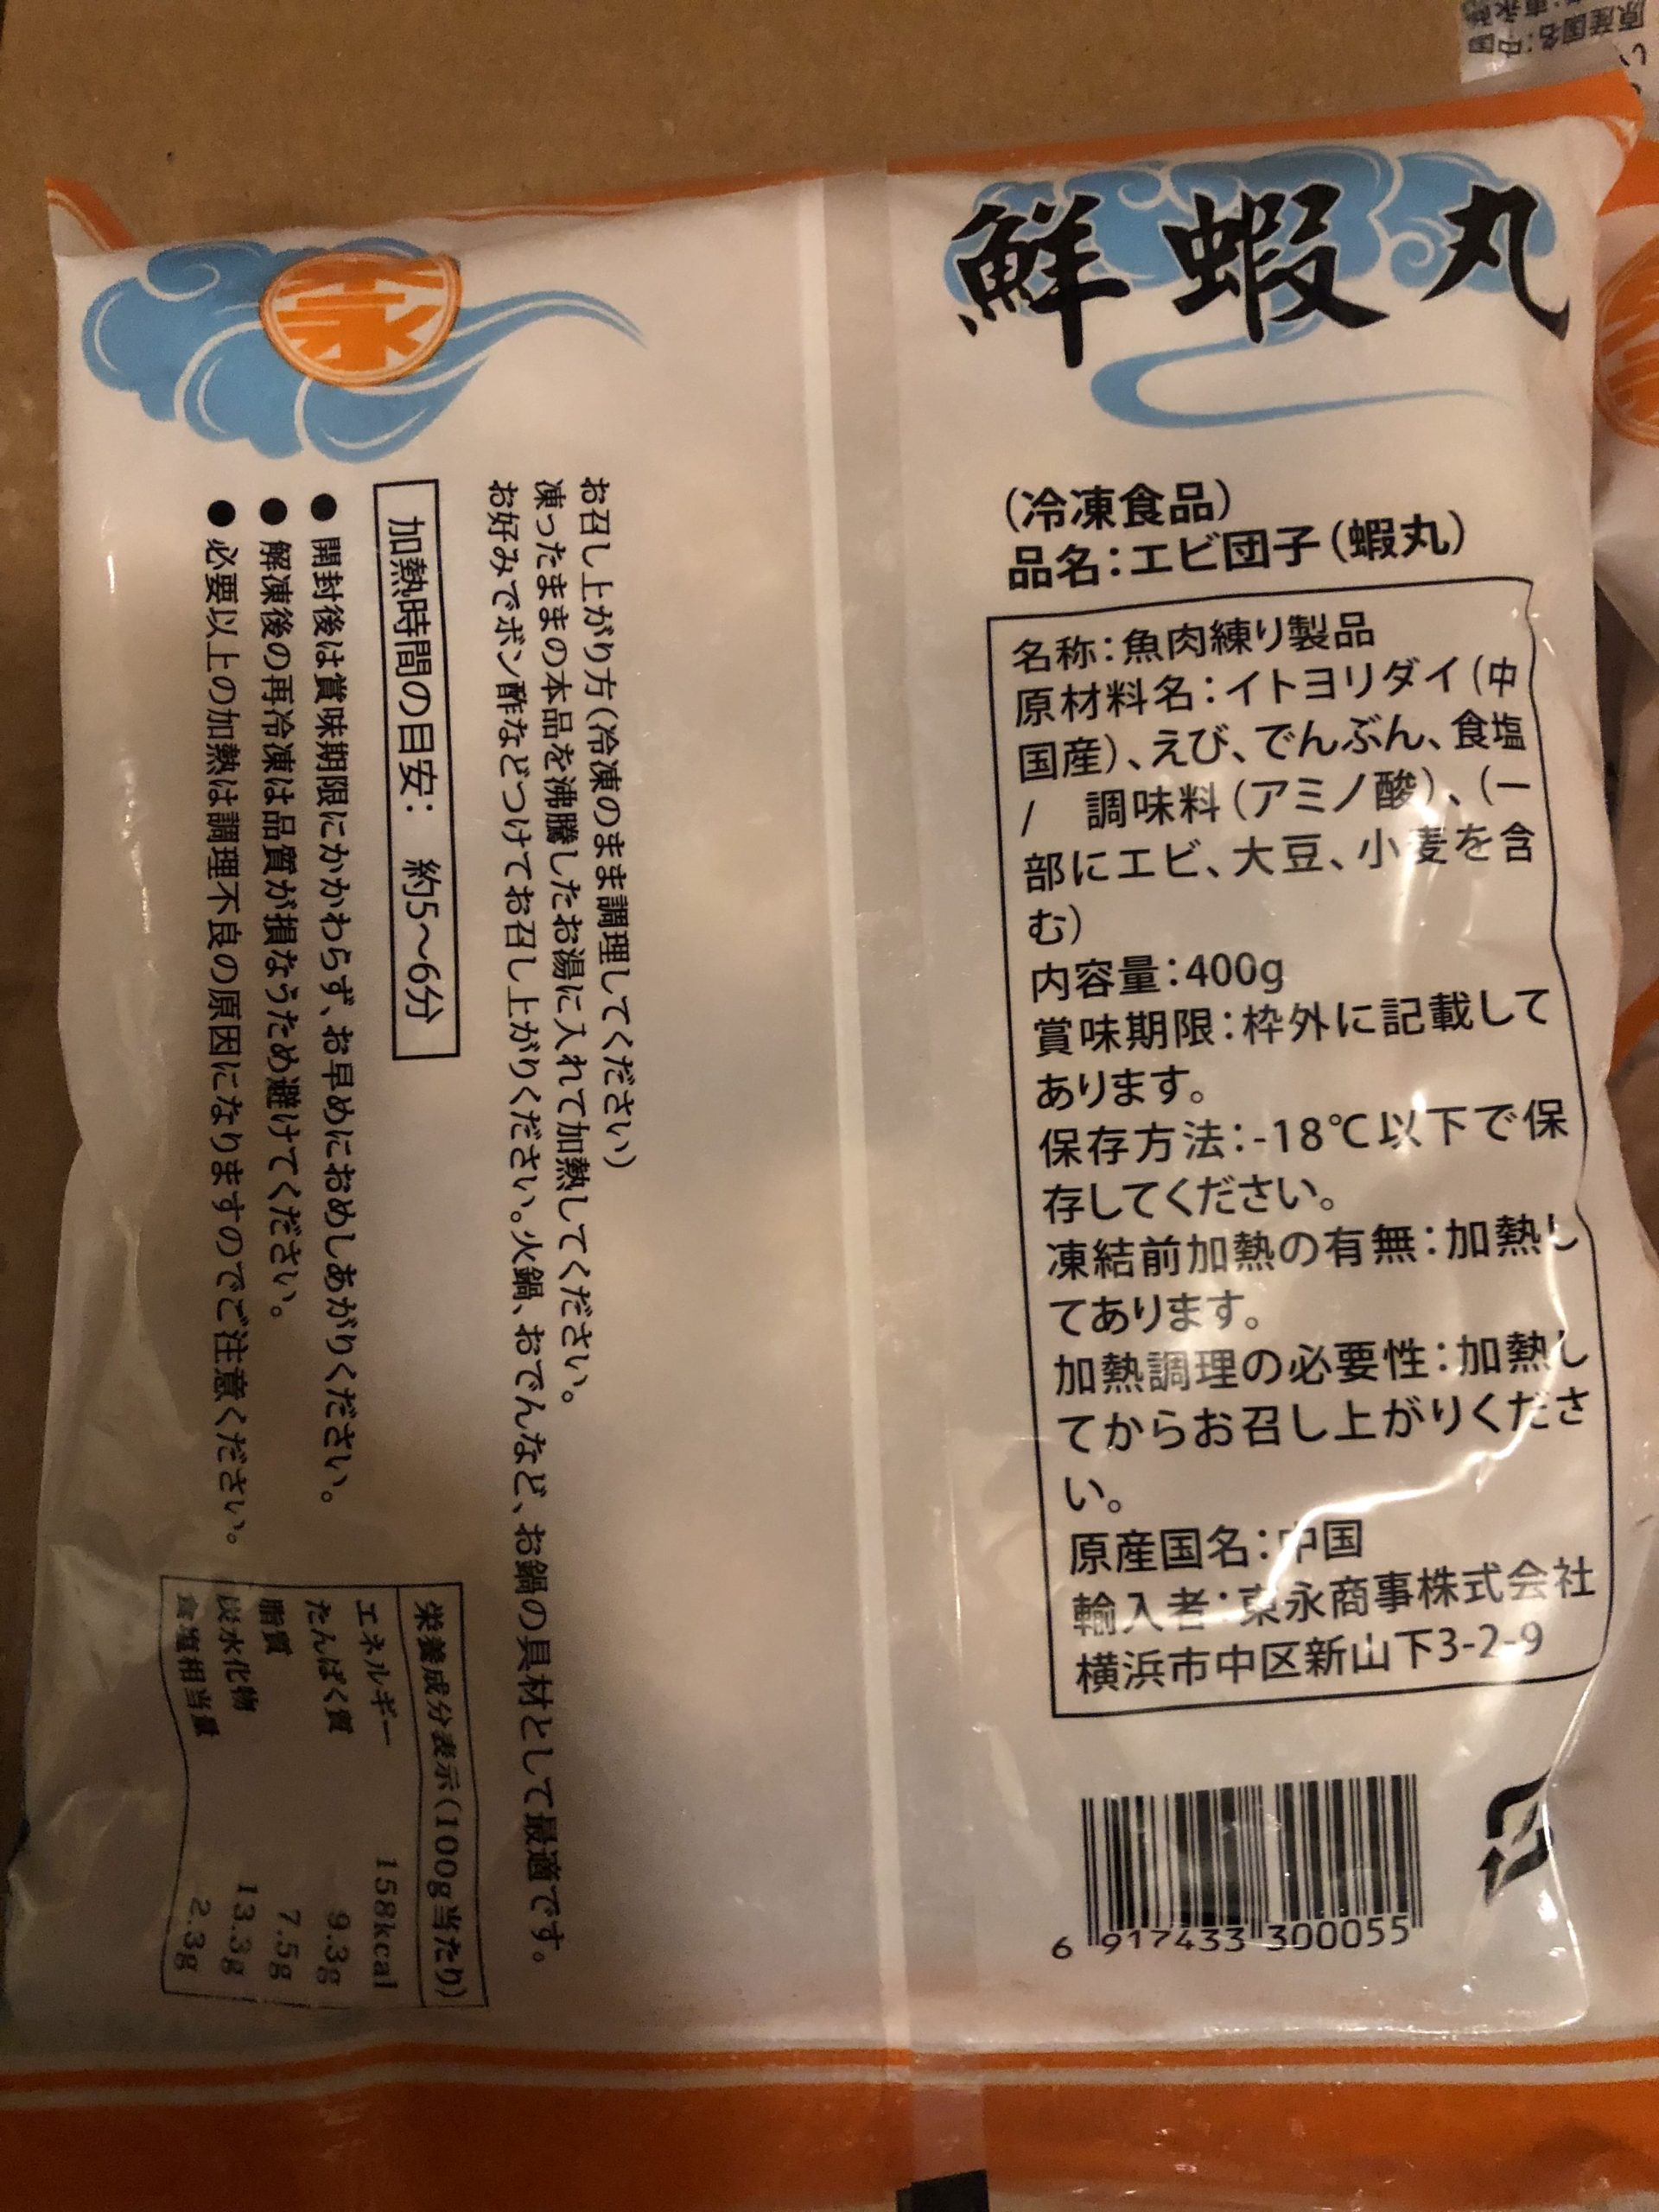 鮮蝦丸
(冷凍食品)
品名:エビ団子(蝦丸)
名称:魚肉練り製品
原材料名:イトヨリダイ(中
国産)、えび、でんぶん、食塩
/ 調味料(アミノ酸)、(一
部にエビ、大豆、小麦を含
む)
内容量:400g
賞味期限:枠外に記載して
あります。
保存方法:-18℃以下で保
存してください。
凍結前加熱の有無:加熱し
てあります。
加熱調理の必要性:加熱し
てからお召し上がりくださ
い。
原産国名:中国
輸入者:東永商事株式会社
横浜市中区新山下3-2-9
6 917433 300055
お召し上がり方(冷凍のまま調理してください)
凍ったままの本品を沸騰したお湯に入れて加熱してください。
お好みでポン酢などつけてお召し上がりください。火鍋、おでんなど、お鍋の具材として最適です。
加熱時間の目安: 約5~6分
● 開封後は賞味期限にかかわらず、お早めにおめしあがりください。
● 解凍後の再冷凍は品質が損なうため避けてください。
● 必要以上の加熱は調理不良の原因になりますのでご注意ください。
栄養成分表示(100g当たり)
エネルギー 158kcal
たんぱく質 9.3g
脂質 7.5g
炭水化物 13.3g
食塩相当量 2.3g